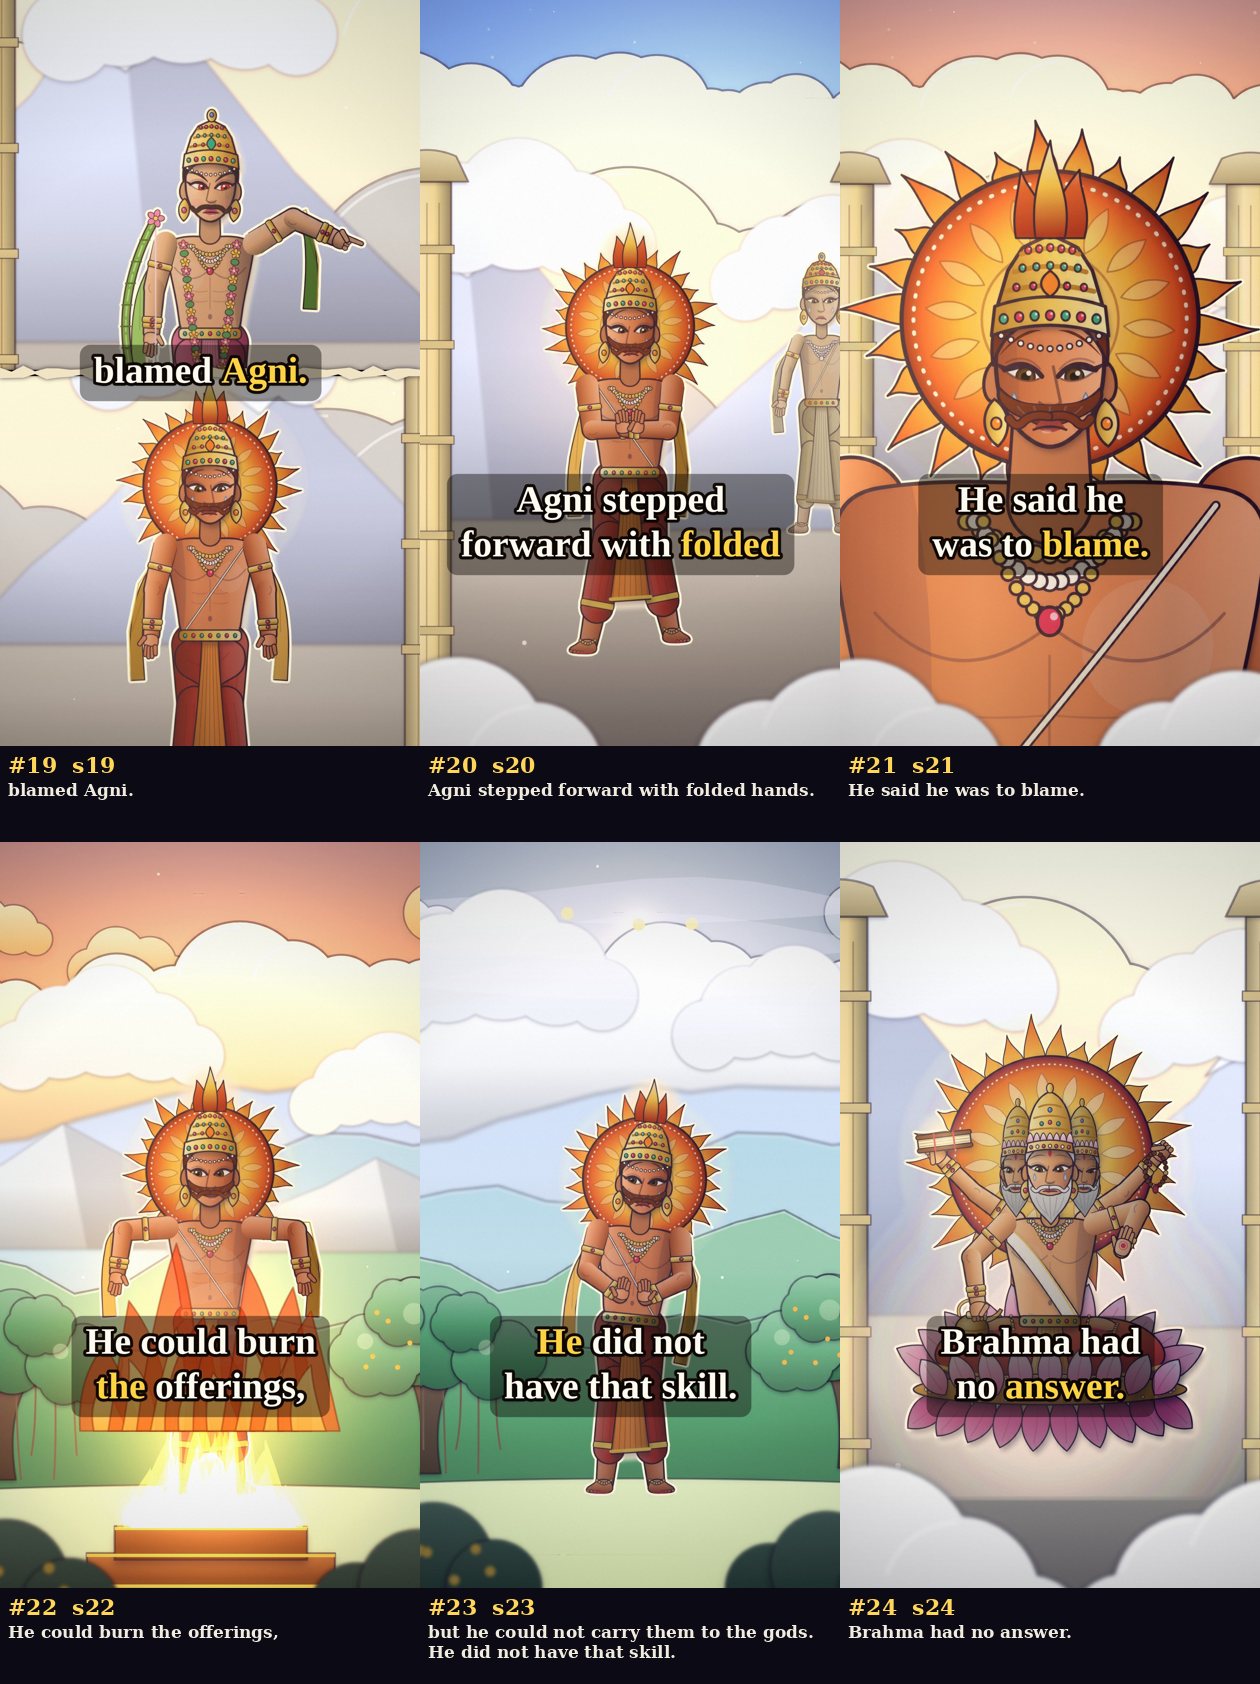 blamed Agni.
#19 s19
blamed Agni.
Agni stepped
forward with folded
#20 s20
Agni stepped forward with folded hands.
He said he
was to blame.
#21 s21
He said he was to blame.
He could burn
the offerings,
#22 s22
He could burn the offerings,
He did not
have that skill.
#23 s23
but he could not carry them to the gods.
He did not have that skill.
Brahma had
no answer.
#24 s24
Brahma had no answer.